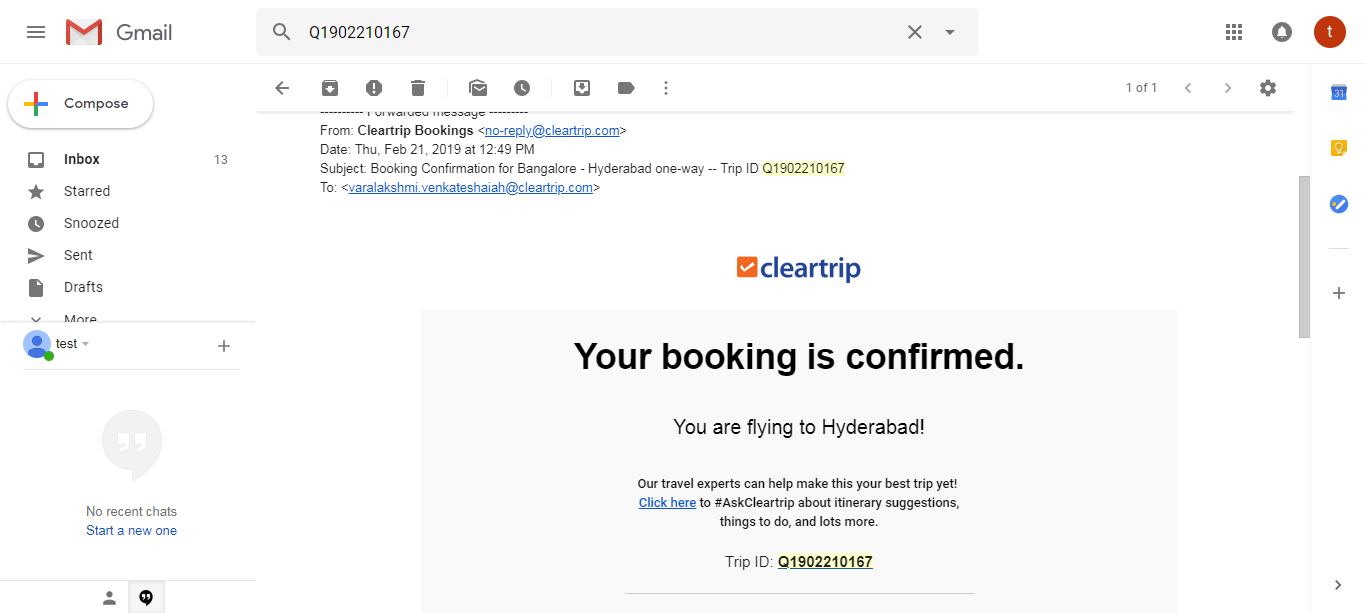 Gmail
Q1902210167
t
Compose
1 of 1
31
---------- Forwarded message ---------
From: Cleartrip Bookings <no-reply@cleartrip.com>
Date: Thu, Feb 21, 2019 at 12:49 PM
Subject: Booking Confirmation for Bangalore - Hyderabad one-way -- Trip ID Q1902210167
To: <varalakshmi.venkateshaiah@cleartrip.com>
Inbox 13
Starred
Snoozed
Sent
Drafts
More
test
No recent chats
Start a new one
cleartrip
Your booking is confirmed.
You are flying to Hyderabad!
Our travel experts can help make this your best trip yet!
Click here to #AskCleartrip about itinerary suggestions,
things to do, and lots more.
Trip ID: Q1902210167